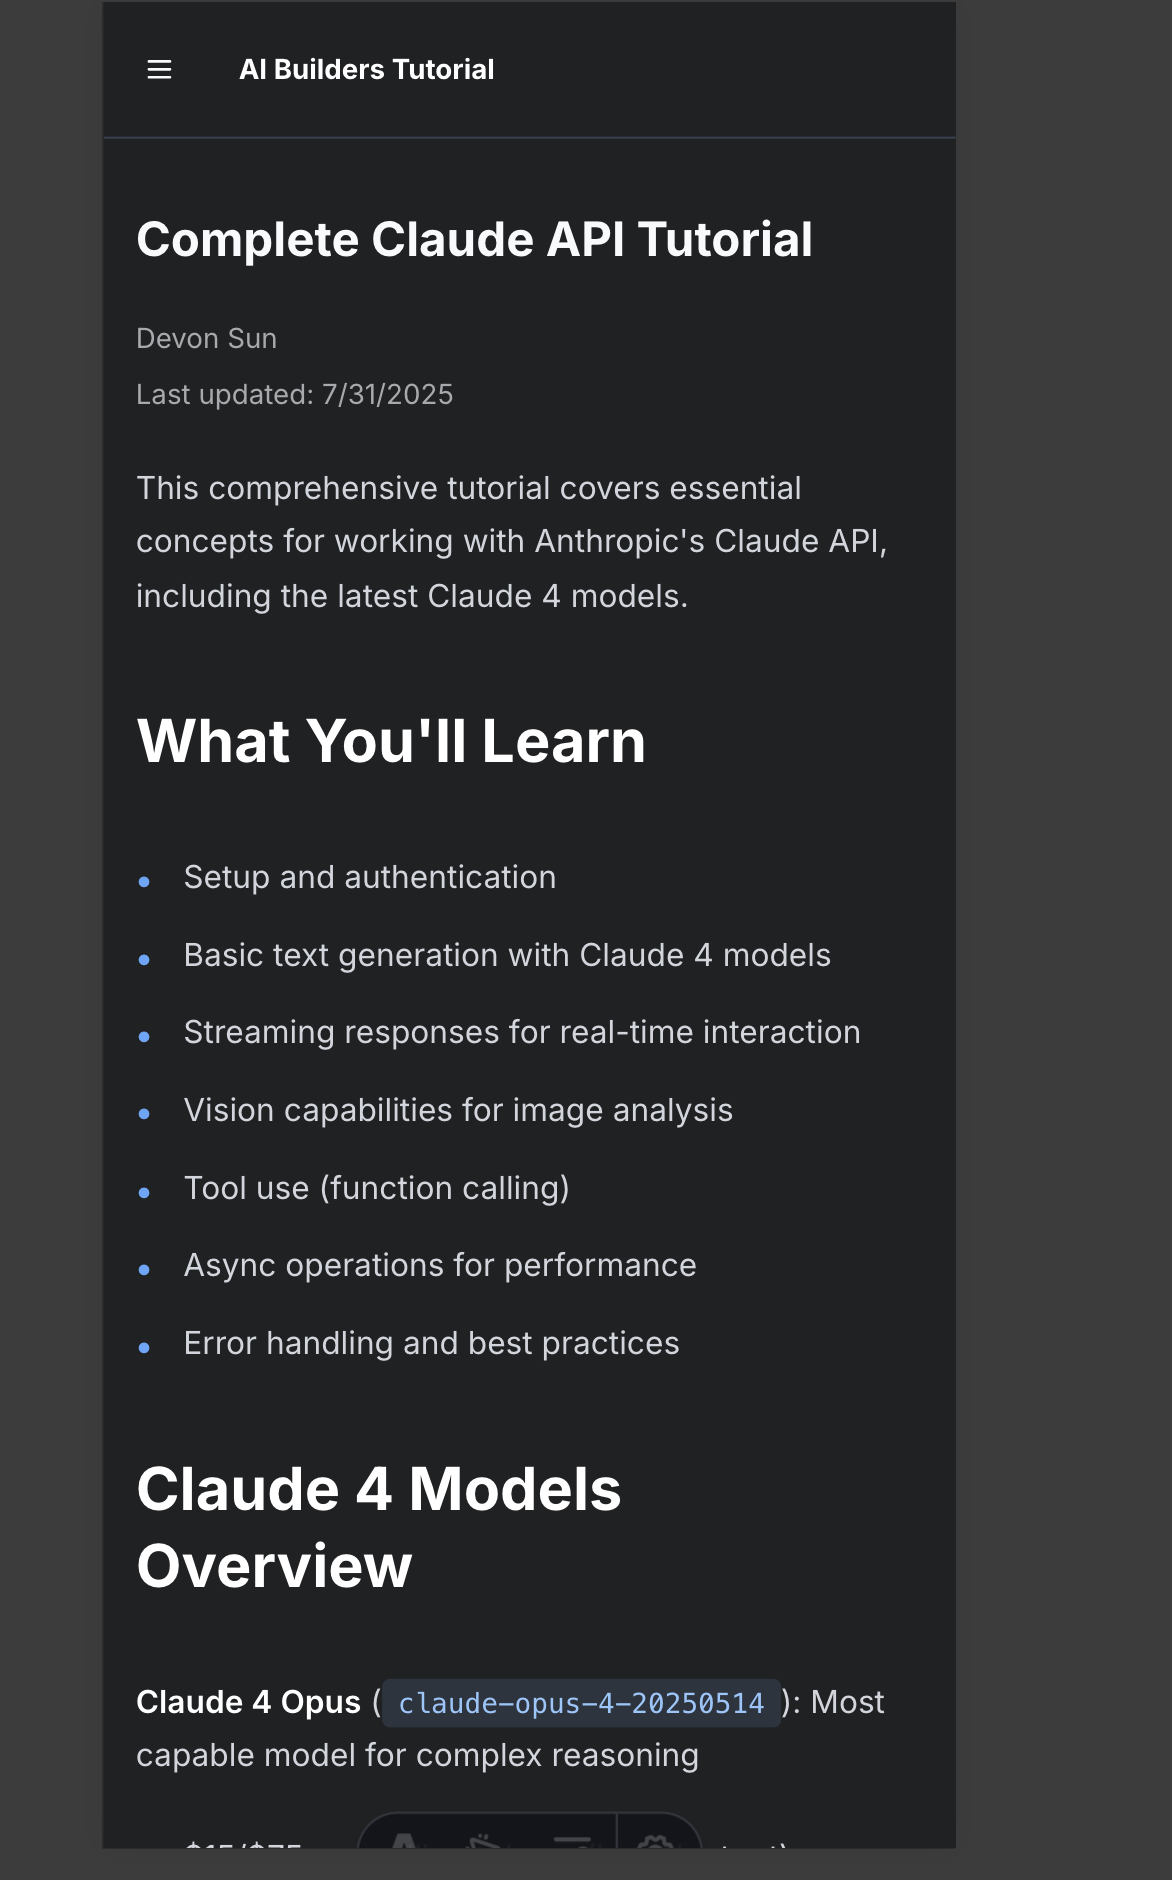 AI Builders Tutorial
Complete Claude API Tutorial
Devon Sun
Last updated: 7/31/2025
This comprehensive tutorial covers essential
concepts for working with Anthropic's Claude API,
including the latest Claude 4 models.
What You'll Learn
• Setup and authentication
• Basic text generation with Claude 4 models
• Streaming responses for real-time interaction
• Vision capabilities for image analysis
• Tool use (function calling)
• Async operations for performance
• Error handling and best practices
Claude 4 Models
Overview
Claude 4 Opus (claude-opus-4-20250514): Most
capable model for complex reasoning